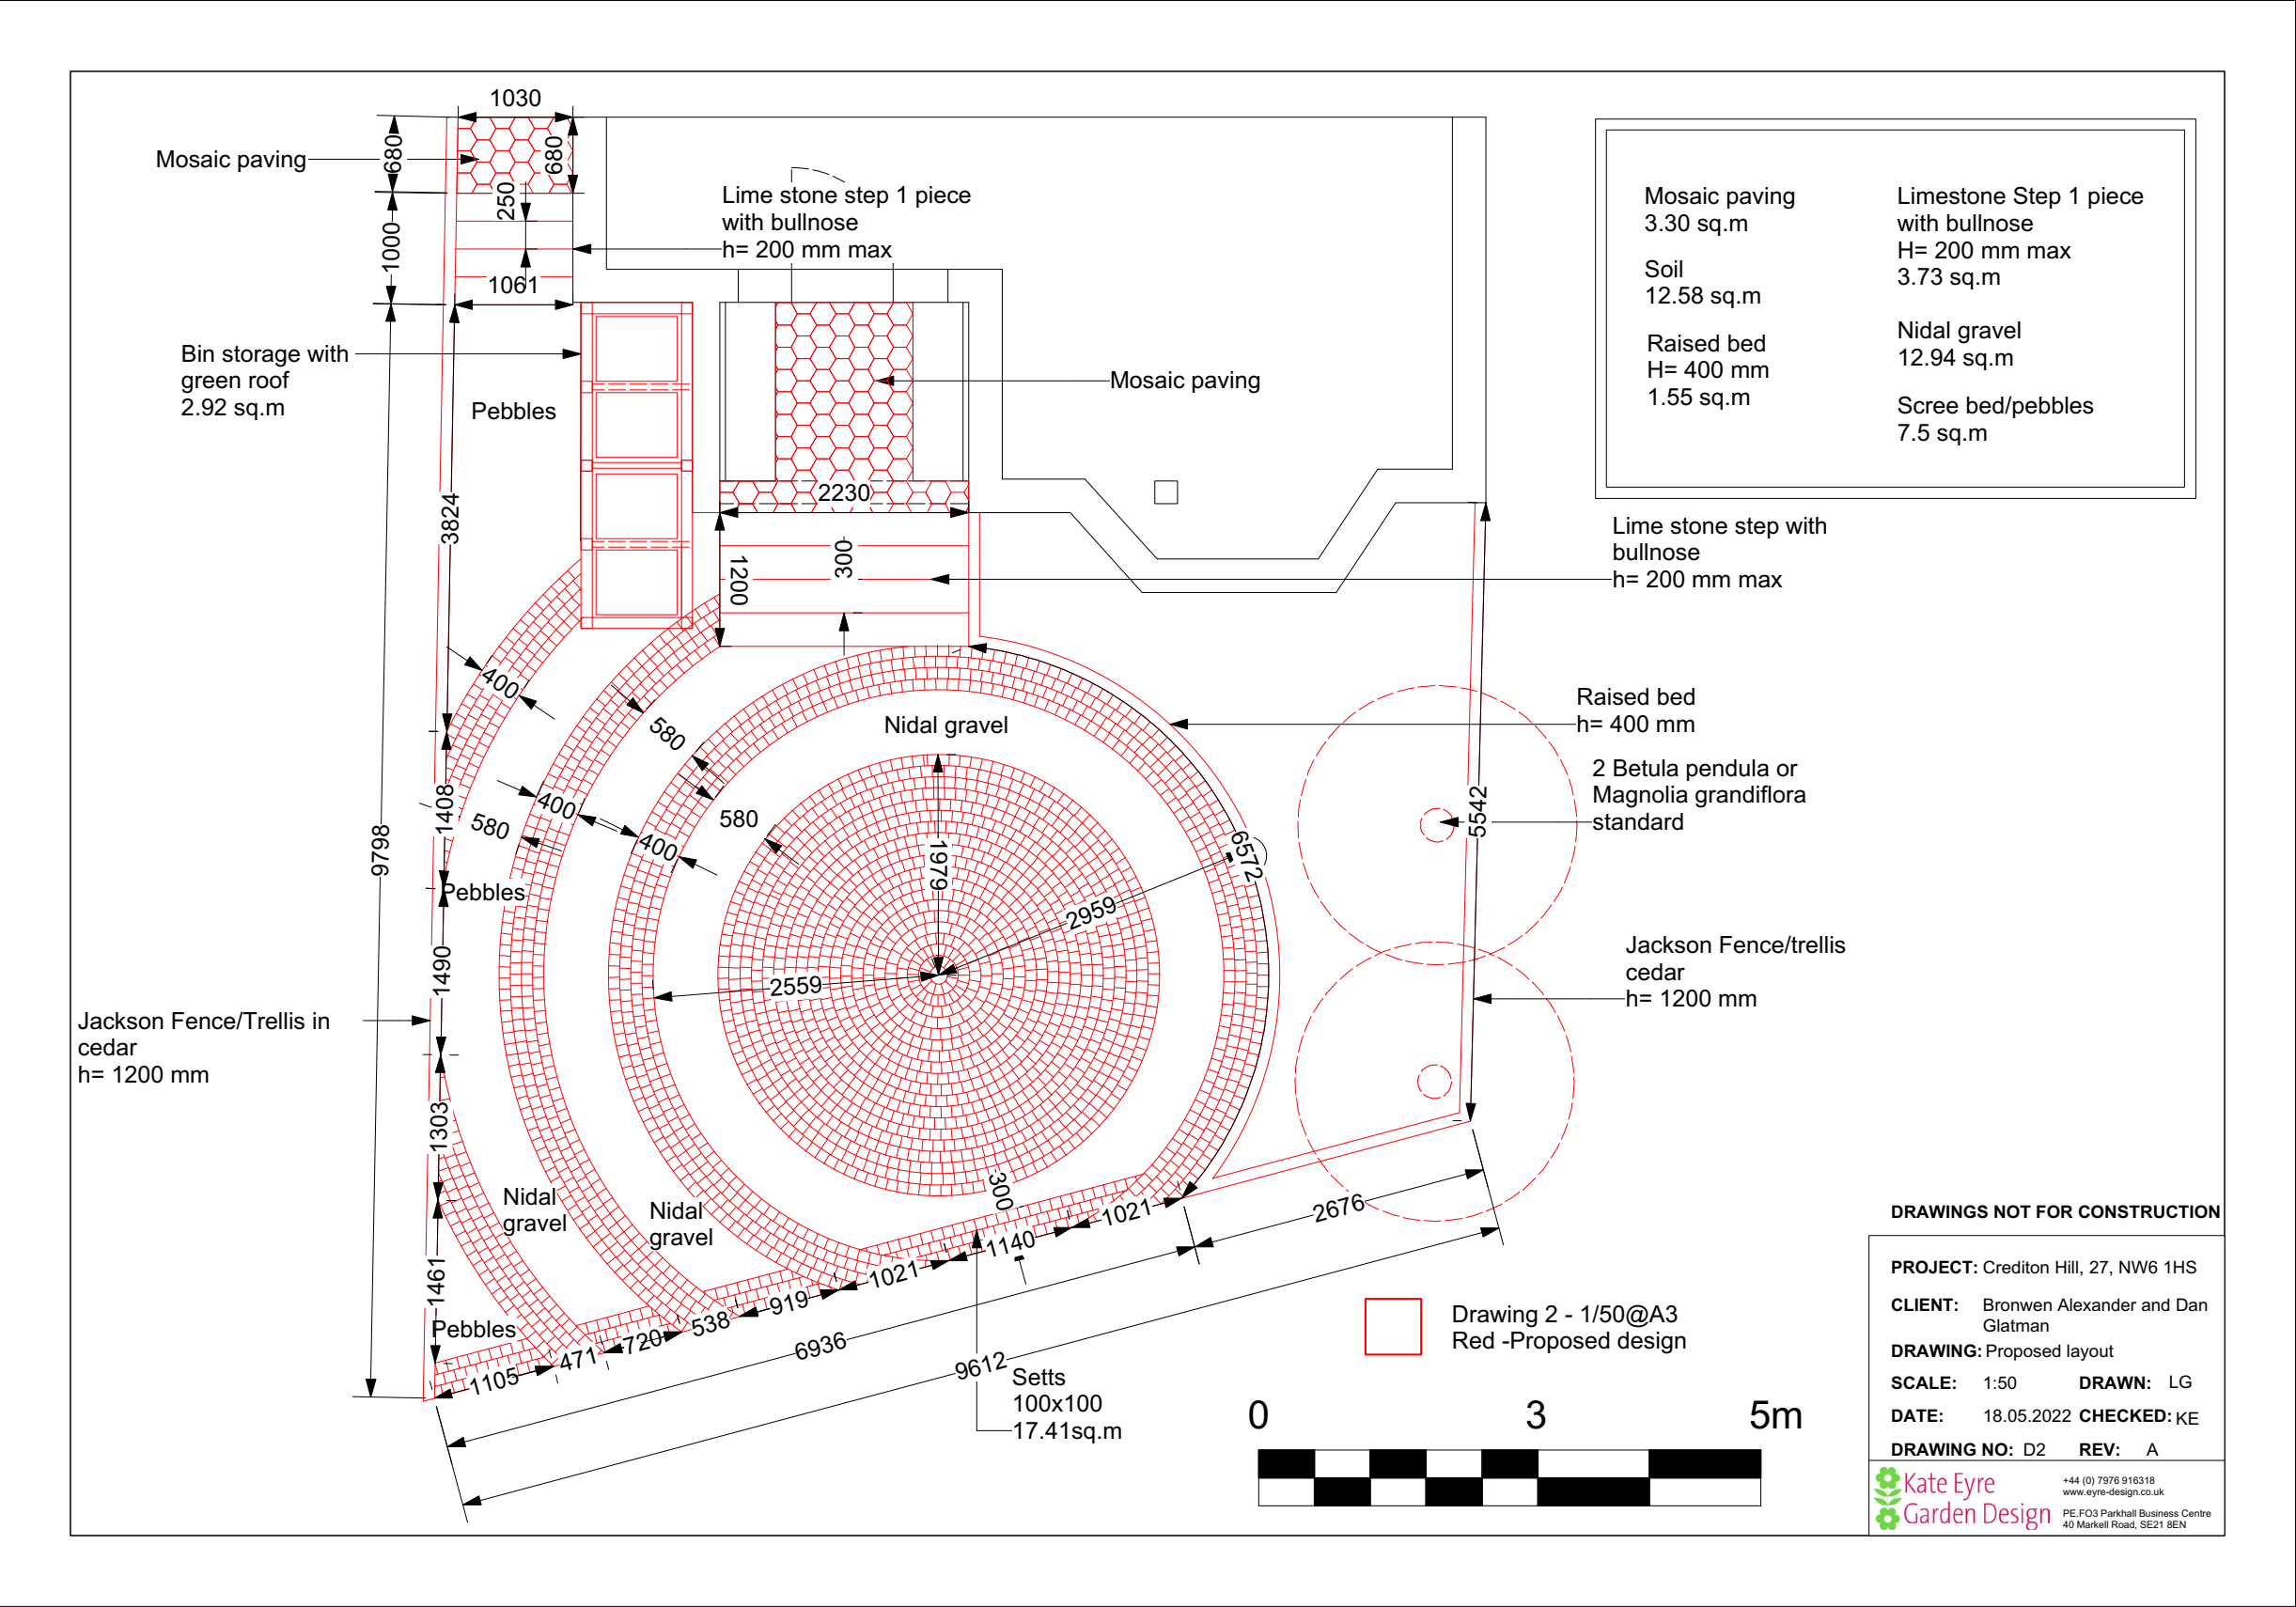 1030
680
680
Mosaic paving
250
1000
1061
Lime stone step 1 piece
with bullnose
h= 200 mm max
Mosaic paving
3.30 sq.m
Soil
12.58 sq.m
Raised bed
H= 400 mm
1.55 sq.m
Limestone Step 1 piece
with bullnose
H= 200 mm max
3.73 sq.m
Nidal gravel
12.94 sq.m
Scree bed/pebbles
7.5 sq.m
Bin storage with
green roof
2.92 sq.m
Pebbles
Mosaic paving
2230
3824
1200
300
Lime stone step with
bullnose
h= 200 mm max
400
580
Nidal gravel
Raised bed
h= 400 mm
2 Betula pendula or
Magnolia grandiflora
standard
1408
400
580
400
580
9798
1979
6572
5542
Pebbles
2959
1490
2559
Jackson Fence/trellis
cedar
h= 1200 mm
Jackson Fence/Trellis in
cedar
h= 1200 mm
1303
Nidal
gravel
Nidal
gravel
300
1461
Pebbles
1105
471
720
538
919
1021
1140
1021
2676
6936
9612
Setts
100x100
17.41sq.m
Drawing 2 - 1/50@A3
Red -Proposed design
0 3 5m
DRAWINGS NOT FOR CONSTRUCTION
PROJECT: Crediton Hill, 27, NW6 1HS
CLIENT: Bronwen Alexander and Dan
Glatman
DRAWING: Proposed layout
SCALE: 1:50 DRAWN: LG
DATE: 18.05.2022 CHECKED: KE
DRAWING NO: D2 REV: A
Kate Eyre
Garden Design
+44 (0) 7976 916318
www.eyre-design.co.uk
PE.FO3 Parkhall Business Centre
40 Markell Road, SE21 8EN